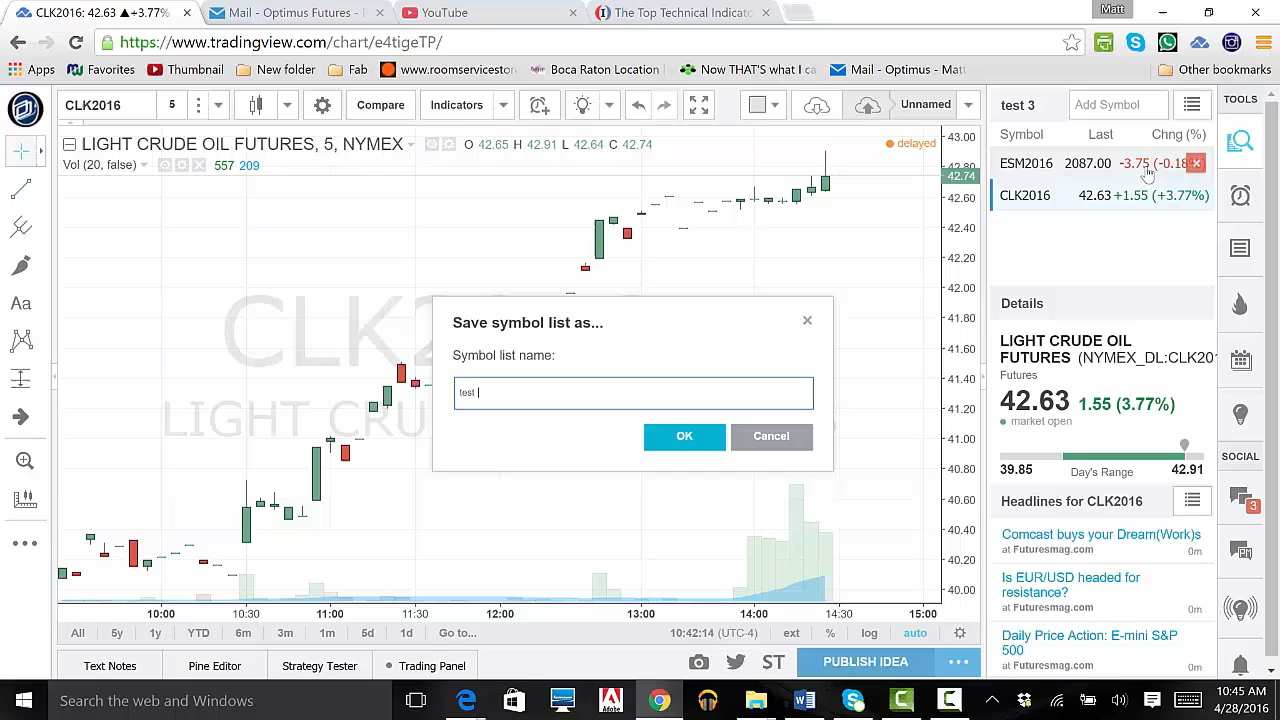 CLK2016: 42.63 ▲+3.77%
Mail - Optimus Futures -
YouTube
The Top Technical Indicato
Matt
https://www.tradingview.com/chart/e4tigeTP/
Apps
Favorites
Thumbnail
New folder
Fab
www.roomservicestor
Boca Raton Location
Now THAT'S what I ca
Mail - Optimus - Matt
Other bookmarks
CLK2016
5
Compare
Indicators
Unnamed
test 3
Add Symbol
TOOLS
LIGHT CRUDE OIL FUTURES, 5, NYMEX
O 42.65 H 42.91 L 42.64 C 42.74
delayed
Vol (20, false)
557 209
Symbol Last Chng (%)
ESM2016 2087.00 -3.75 (-0.18
CLK2016 42.63 +1.55 (+3.77%)
43.00
42.80
42.74
42.60
42.40
42.20
42.00
41.80
41.60
41.40
41.20
41.00
40.80
40.60
40.40
40.20
40.00
Save symbol list as...
Symbol list name:
test
OK
Cancel
Details
LIGHT CRUDE OIL
FUTURES (NYMEX_DL:CLK201
Futures
42.63 1.55 (3.77%)
market open
39.85 Day's Range 42.91
SOCIAL
3
Headlines for CLK2016
Comcast buys your Dream(Work)s
at Futuresmag.com 0m
Is EUR/USD headed for
resistance?
at Futuresmag.com 0m
Daily Price Action: E-mini S&P
500
at Futuresmag.com 0m
10:00 10:30 11:00 11:30 12:00 13:00 14:00 14:30 15:00
All 5y 1y YTD 6m 3m 1m 5d 1d Go to...
10:42:14 (UTC-4)
ext % log auto
Text Notes
Pine Editor
Strategy Tester
Trading Panel
ST
PUBLISH IDEA
Search the web and Windows
Adobe
10:45 AM
4/28/2016